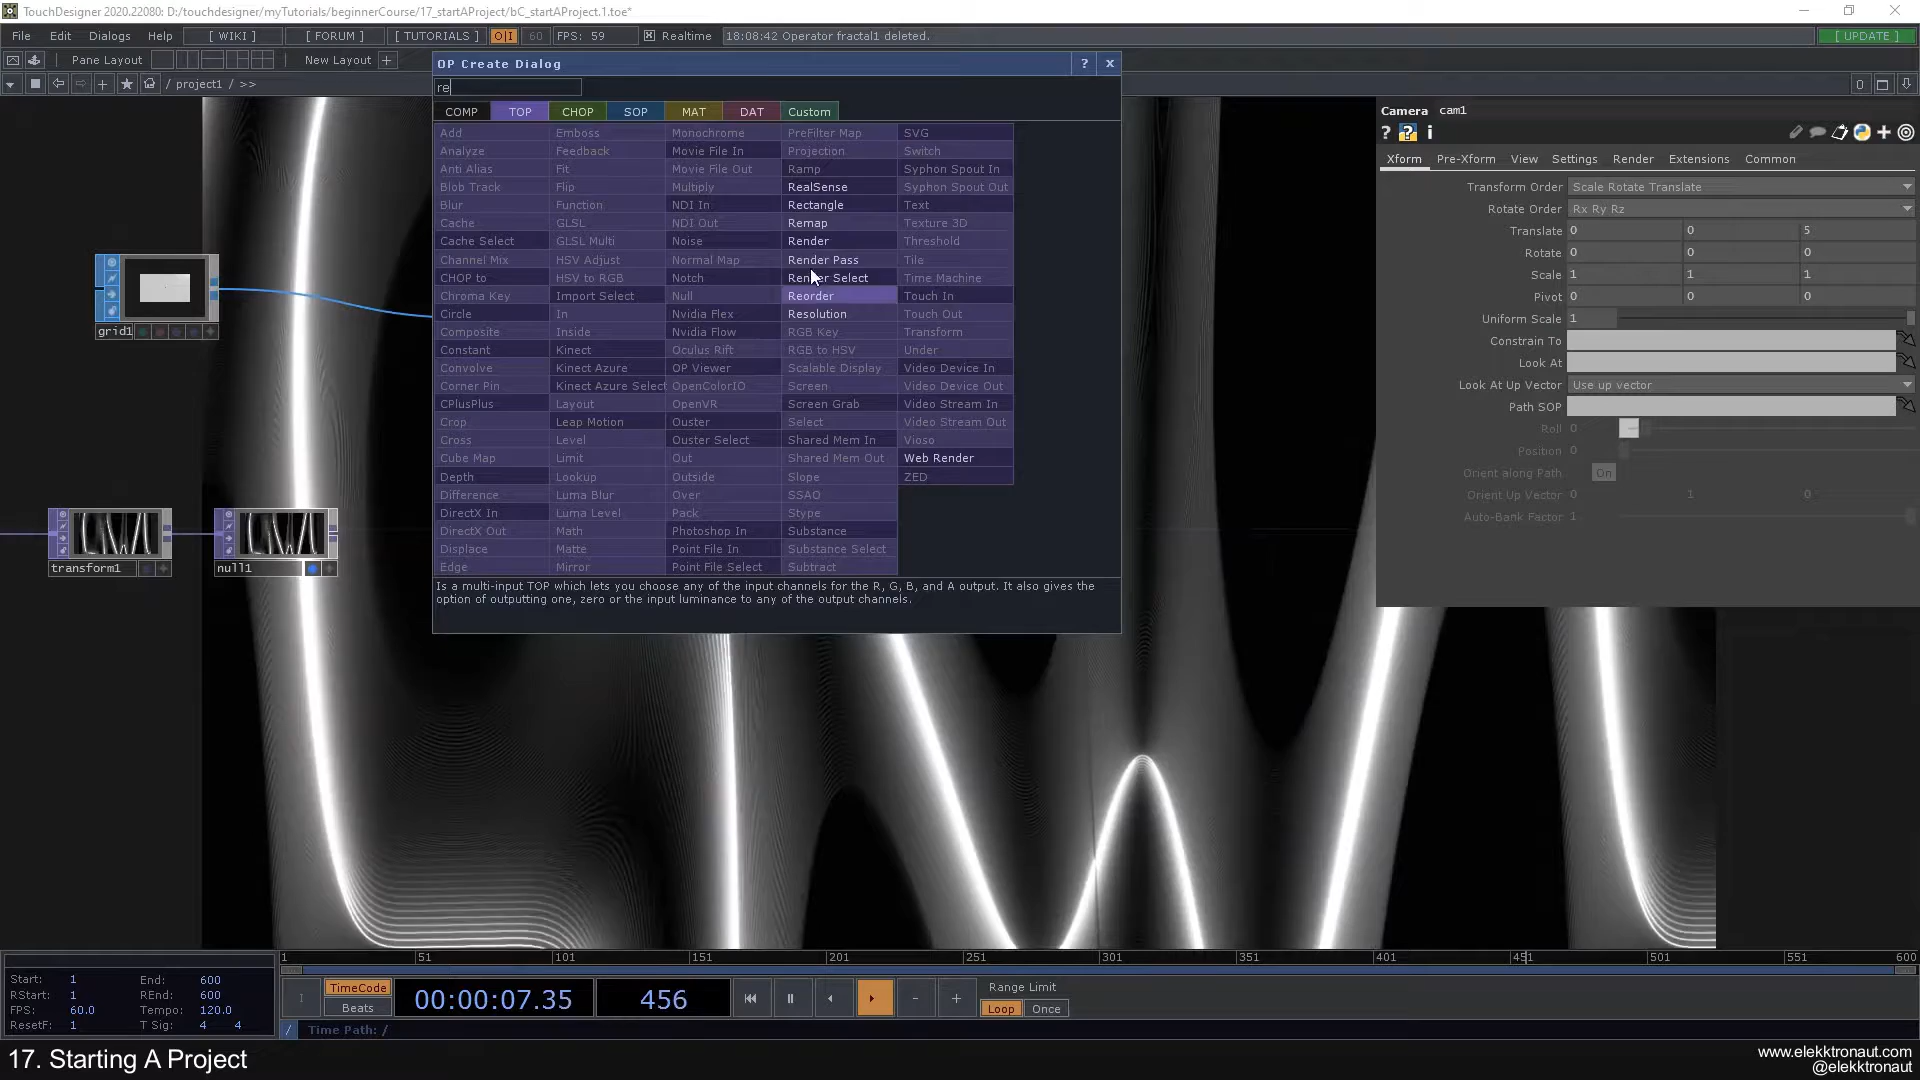 TouchDesigner 2020.22080: D:/touchdesigner/myTutorials/beginnerCourse/17_startAProject/bC_startAProject.1.toe*
File Edit Dialogs Help [ WIKI ] [ FORUM ] [ TUTORIALS ] O|I 60 FPS: 59 Realtime 18:08:42 Operator fractal1 deleted. [ UPDATE ]
Pane Layout New Layout +
/ project1 / >> 0
OP Create Dialog ? x
re
COMP TOP CHOP SOP MAT DAT Custom
Add Emboss Monochrome PreFilter Map SVG
Analyze Feedback Movie File In Projection Switch
Anti Alias Fit Movie File Out Ramp Syphon Spout In
Blob Track Flip Multiply RealSense Syphon Spout Out
Blur Function NDI In Rectangle Text
Cache GLSL NDI Out Remap Texture 3D
Cache Select GLSL Multi Noise Render Threshold
Channel Mix HSV Adjust Normal Map Render Pass Tile
CHOP to HSV to RGB Notch Render Select Time Machine
Chroma Key Import Select Null Reorder Touch In
Circle In Nvidia Flex Resolution Touch Out
Composite Inside Nvidia Flow RGB Key Transform
Constant Kinect Oculus Rift RGB to HSV Under
Convolve Kinect Azure OP Viewer Scalable Display Video Device In
Corner Pin Kinect Azure Select OpenColorIO Screen Video Device Out
CPlusPlus Layout OpenVR Screen Grab Video Stream In
Crop Leap Motion Ouster Select Video Stream Out
Cross Level Ouster Select Shared Mem In Vioso
Cube Map Limit Out Shared Mem Out Web Render
Depth Lookup Outside Slope ZED
Difference Luma Blur Over SSAO
DirectX In Luma Level Pack Stype
DirectX Out Math Photoshop In Substance
Displace Matte Point File In Substance Select
Edge Mirror Point File Select Subtract
Is a multi-input TOP which lets you choose any of the input channels for the R, G, B, and A output. It also gives the
option of outputting one, zero or the input luminance to any of the output channels.
grid1
transform1
null1
Camera cam1
? ? i
Xform Pre-Xform View Settings Render Extensions Common
Transform Order Scale Rotate Translate
Rotate Order Rx Ry Rz
Translate 0 0 5
Rotate 0 0 0
Scale 1 1 1
Pivot 0 0 0
Uniform Scale 1
Constrain To
Look At
Look At Up Vector Use up vector
Path SOP
Roll 0
Position 0
Orient along Path On
Orient Up Vector 0 1 0
Auto-Bank Factor 1
1 51 101 151 201 251 301 351 401 451 501 551 600
Start: 1 End: 600
RStart: 1 REnd: 600
FPS: 60.0 Tempo: 120.0
ResetF: 1 T Sig: 4 4
TimeCode
Beats
00:00:07.35 456
Range Limit
Loop Once
/ Time Path: /
17. Starting A Project
www.elekktronaut.com
@elekktronaut